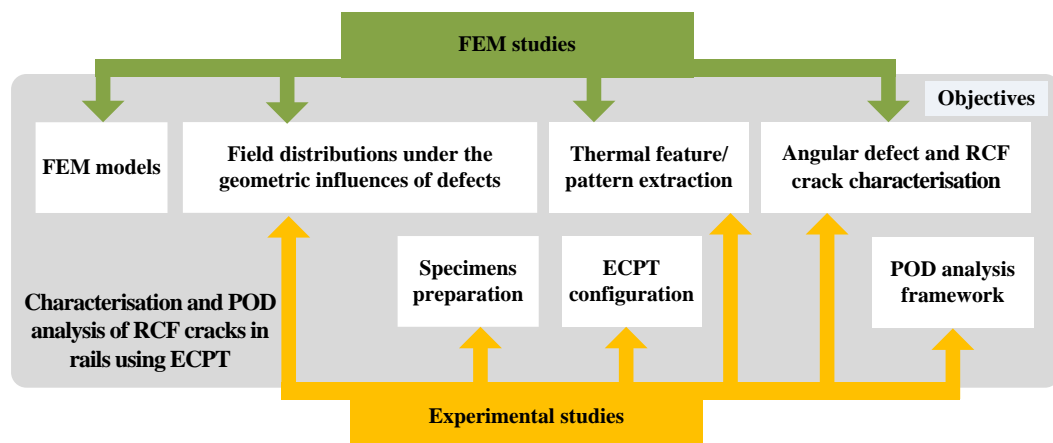 FEM studies
Objectives
FEM models
Field distributions under the
geometric influences of defects
Thermal feature/
pattern extraction
Angular defect and RCF
crack characterisation
Specimens
preparation
ECPT
configuration
POD analysis
framework
Characterisation and POD
analysis of RCF cracks in
rails using ECPT
Experimental studies